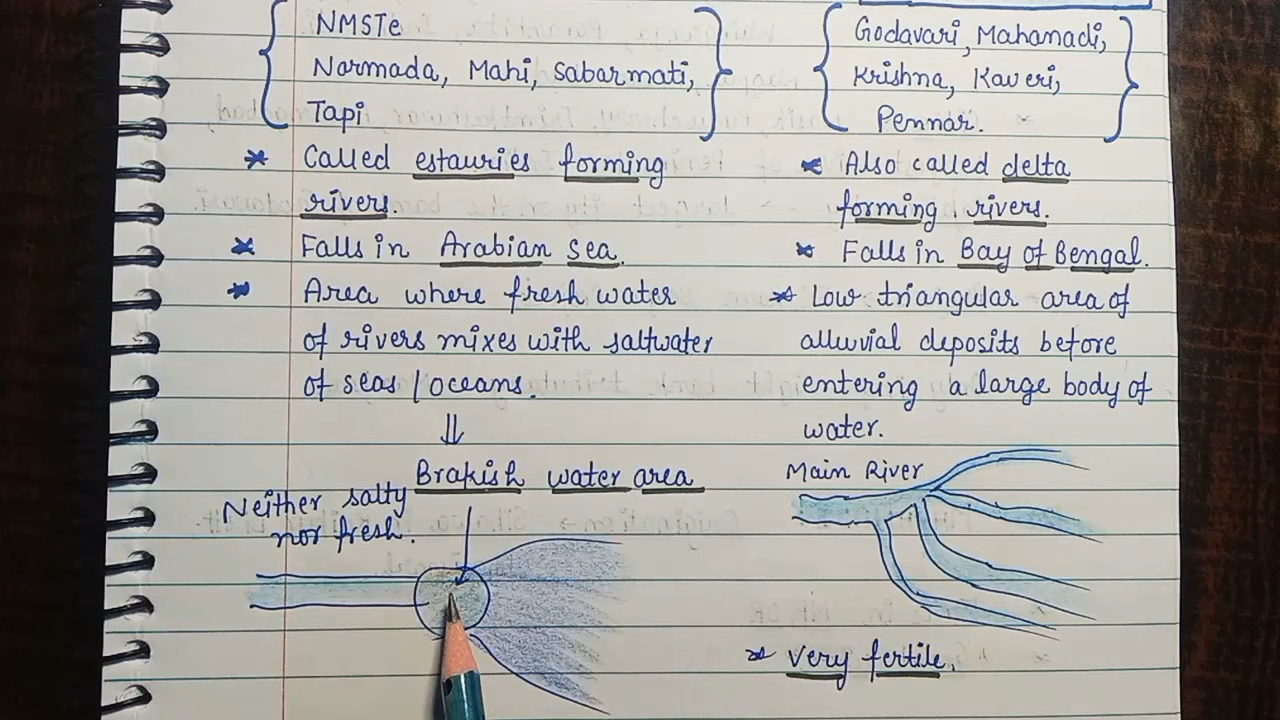 NMSTe
Narmada, Mahi, Sabarmati,
Tapi
* Called estauries forming
rivers.
* Falls in Arabian Sea.
* Area where fresh water
of rivers mixes with saltwater
of seas / oceans.
⇓
Brakish water area
Neither salty
nor fresh.
Godavari, Mahanadi,
Krishna, Kaveri,
Pennar.
* Also called delta
forming rivers.
* Falls in Bay of Bengal.
* Low triangular area of
alluvial deposits before
entering a large body of
water.
Main River
* Very fertile.